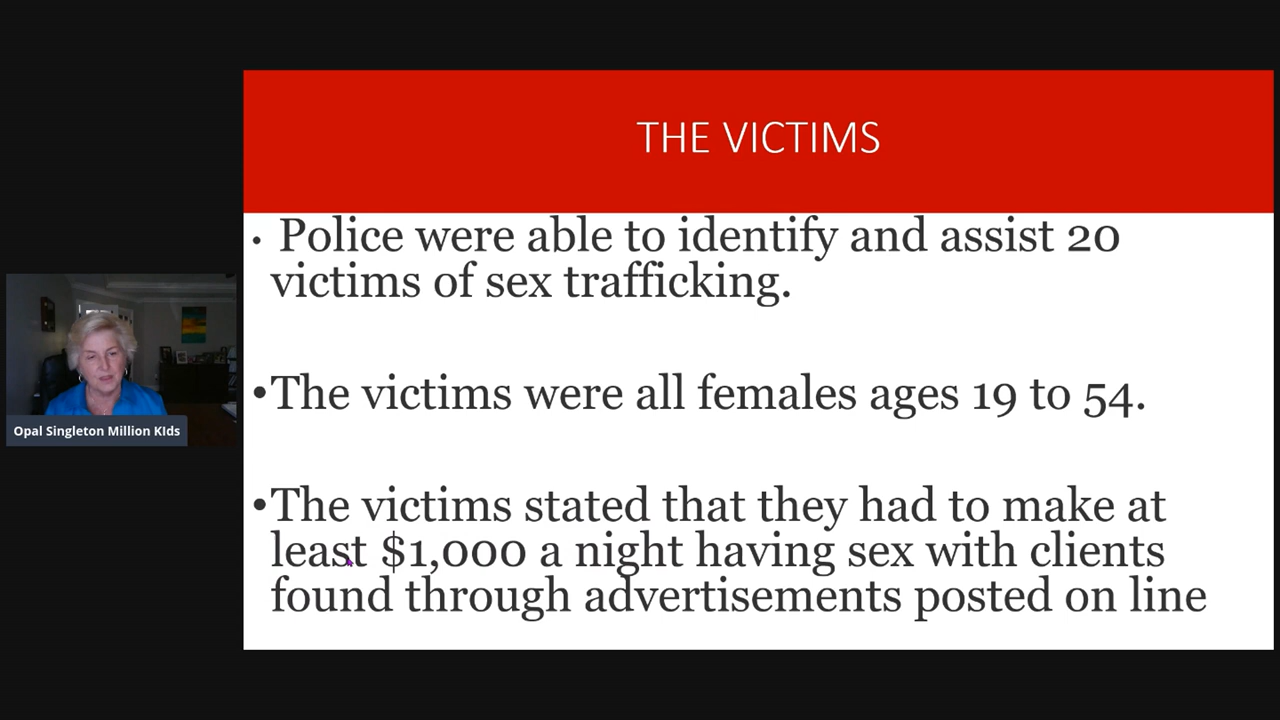 THE VICTIMS
• Police were able to identify and assist 20
victims of sex trafficking.
•The victims were all females ages 19 to 54.
•The victims stated that they had to make at
least $1,000 a night having sex with clients
found through advertisements posted on line
Opal Singleton Million KIds